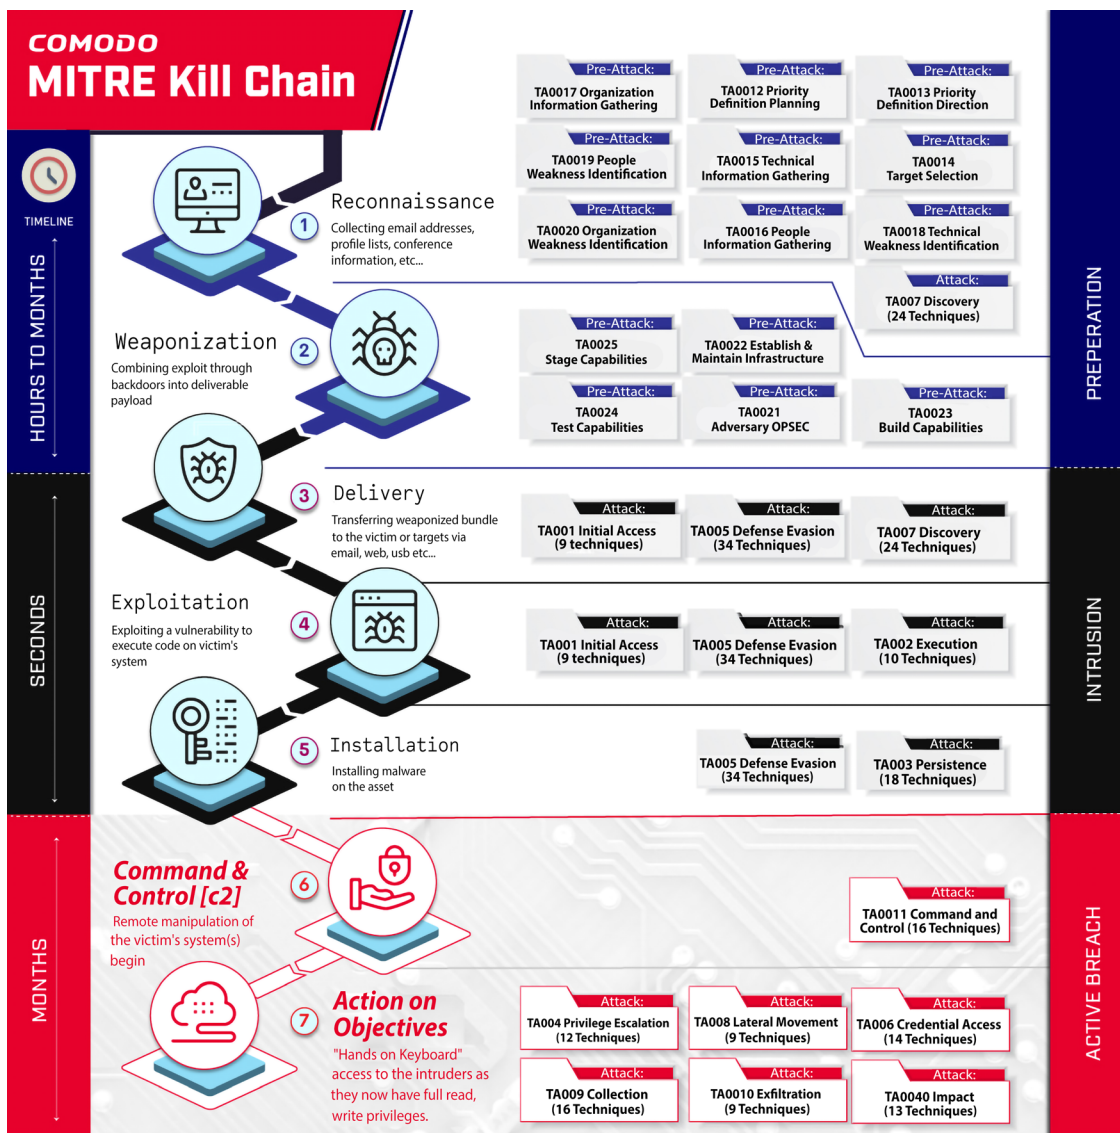 COMODO
MITRE Kill Chain
TIMELINE
HOURS TO MONTHS
SECONDS
MONTHS
PREPERATION
INTRUSION
ACTIVE BREACH
1
Reconnaissance
Collecting email addresses,
profile lists, conference
information, etc...
Pre-Attack:
TA0017 Organization
Information Gathering
Pre-Attack:
TA0012 Priority
Definition Planning
Pre-Attack:
TA0013 Priority
Definition Direction
Pre-Attack:
TA0019 People
Weakness Identification
Pre-Attack:
TA0015 Technical
Information Gathering
Pre-Attack:
TA0014
Target Selection
Pre-Attack:
TA0020 Organization
Weakness Identification
Pre-Attack:
TA0016 People
Information Gathering
Pre-Attack:
TA0018 Technical
Weakness Identification
Attack:
TA007 Discovery
(24 Techniques)
Weaponization
2
Combining exploit through
backdoors into deliverable
payload
Pre-Attack:
TA0025
Stage Capabilities
Pre-Attack:
TA0022 Establish &
Maintain Infrastructure
Pre-Attack:
TA0024
Test Capabilities
Pre-Attack:
TA0021
Adversary OPSEC
Pre-Attack:
TA0023
Build Capabilities
3
Delivery
Transferring weaponized bundle
to the victim or targets via
email, web, usb etc...
Attack:
TA001 Initial Access
(9 techniques)
Attack:
TA005 Defense Evasion
(34 Techniques)
Attack:
TA007 Discovery
(24 Techniques)
Exploitation
4
Exploiting a vulnerability to
execute code on victim's
system
Attack:
TA001 Initial Access
(9 techniques)
Attack:
TA005 Defense Evasion
(34 Techniques)
Attack:
TA002 Execution
(10 Techniques)
5
Installation
Installing malware
on the asset
Attack:
TA005 Defense Evasion
(34 Techniques)
Attack:
TA003 Persistence
(18 Techniques)
Command &
Control [c2]
6
Remote manipulation of
the victim's system(s)
begin
Attack:
TA0011 Command and
Control (16 Techniques)
7
Action on
Objectives
"Hands on Keyboard"
access to the intruders as
they now have full read,
write privileges.
Attack:
TA004 Privilege Escalation
(12 Techniques)
Attack:
TA008 Lateral Movement
(9 Techniques)
Attack:
TA006 Credential Access
(14 Techniques)
Attack:
TA009 Collection
(16 Techniques)
Attack:
TA0010 Exfiltration
(9 Techniques)
Attack:
TA0040 Impact
(13 Techniques)